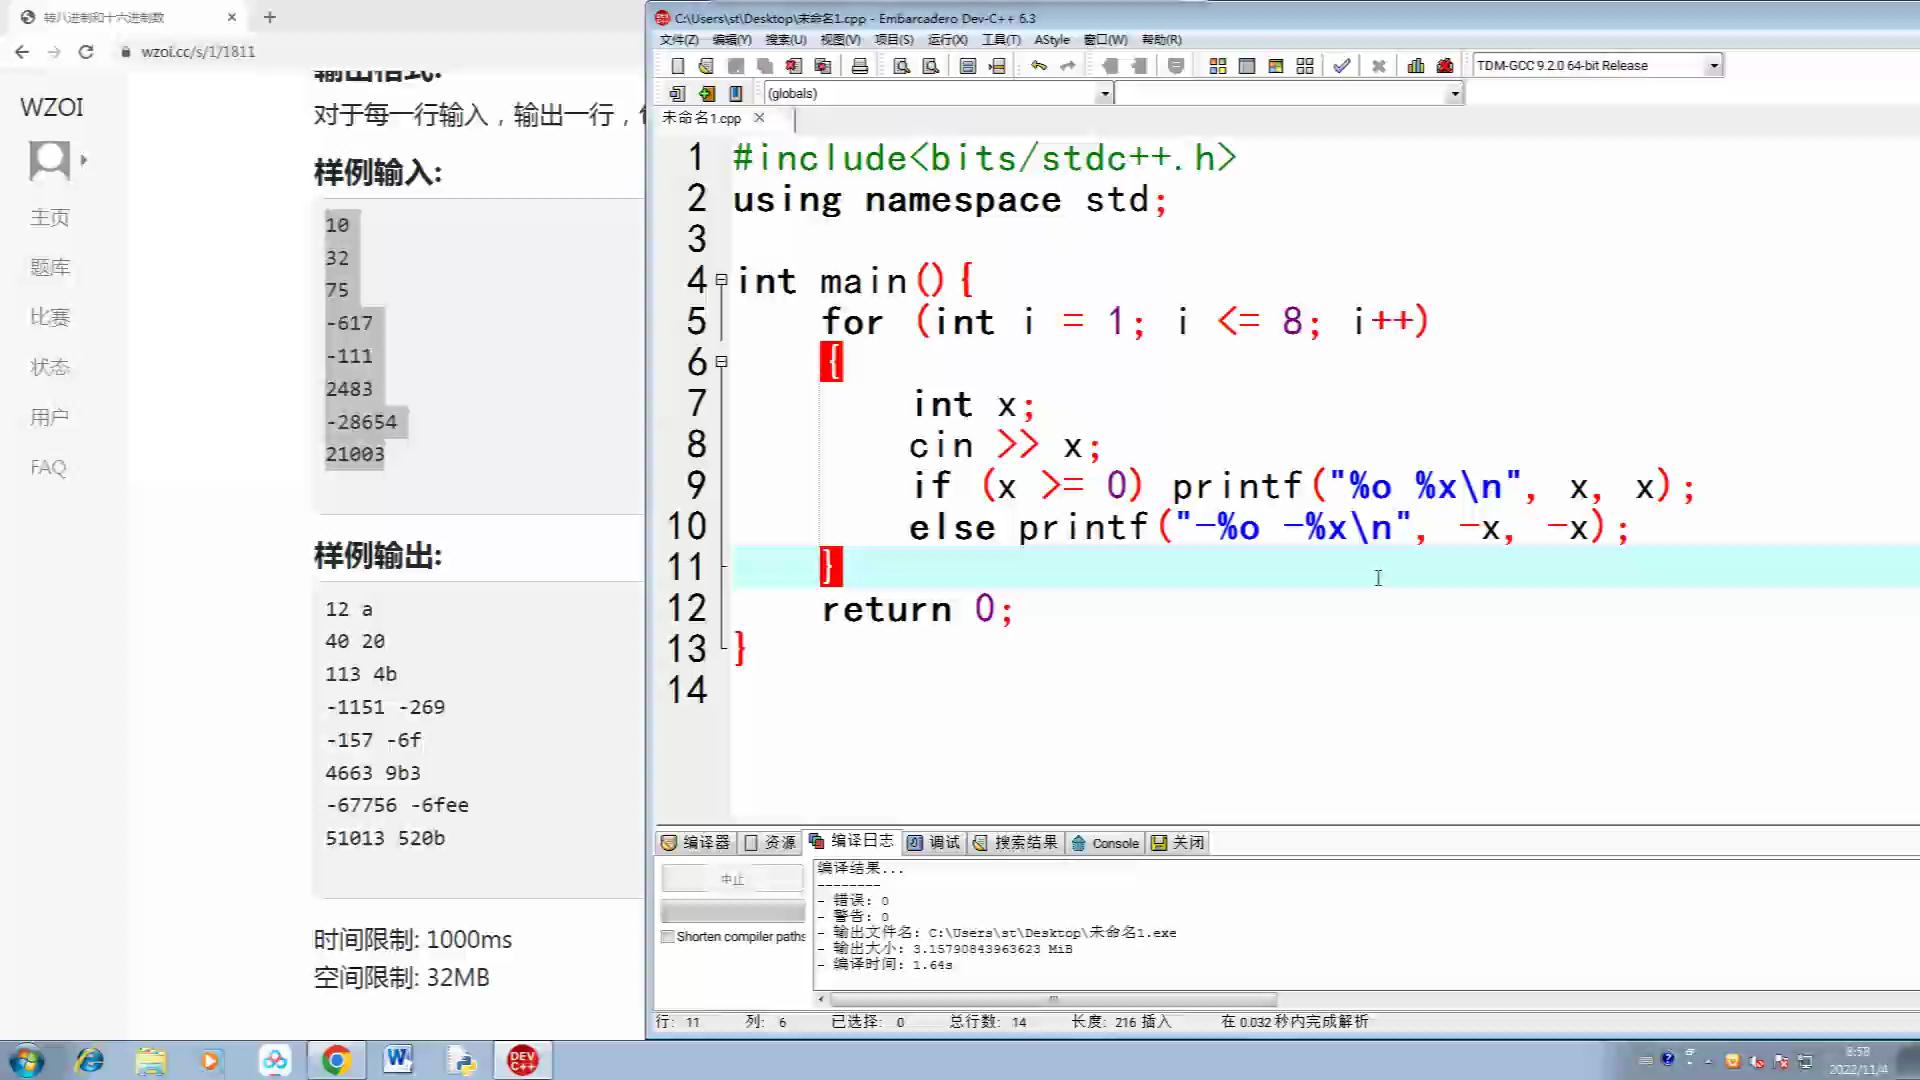 转八进制和十六进制数
wzoi.cc/s/1/1811
WZOI
主页
题库
比赛
状态
用户
FAQ
输出格式:
对于每一行输入，输出一行，
样例输入:
10
32
75
-617
-111
2483
-28654
21003
样例输出:
12 a
40 20
113 4b
-1151 -269
-157 -6f
4663 9b3
-67756 -6fee
51013 520b
时间限制: 1000ms
空间限制: 32MB
C:\Users\st\Desktop\未命名1.cpp - Embarcadero Dev-C++ 6.3
文件(Z) 编辑(Y) 搜索(U) 视图(V) 项目(S) 运行(X) 工具(T) AStyle 窗口(W) 帮助(R)
TDM-GCC 9.2.0 64-bit Release
(globals)
未命名1.cpp
1 #include<bits/stdc++.h>
2 using namespace std;
3
4 int main(){
5 for (int i = 1; i <= 8; i++)
6 {
7 int x;
8 cin >> x;
9 if (x >= 0) printf("%o %x\n", x, x);
10 else printf("-%o -%x\n", -x, -x);
11 }
12 return 0;
13 }
14
编译器 资源 编译日志 调试 搜索结果 Console 关闭
中止
Shorten compiler paths
编译结果...
--------
- 错误: 0
- 警告: 0
- 输出文件名: C:\Users\st\Desktop\未命名1.exe
- 输出大小: 3.15790843963623 MiB
- 编译时间: 1.64s
行: 11 列: 6 已选择: 0 总行数: 14 长度: 216 插入 在 0.032 秒内完成解析
DEV C++
8:58
2022/11/4